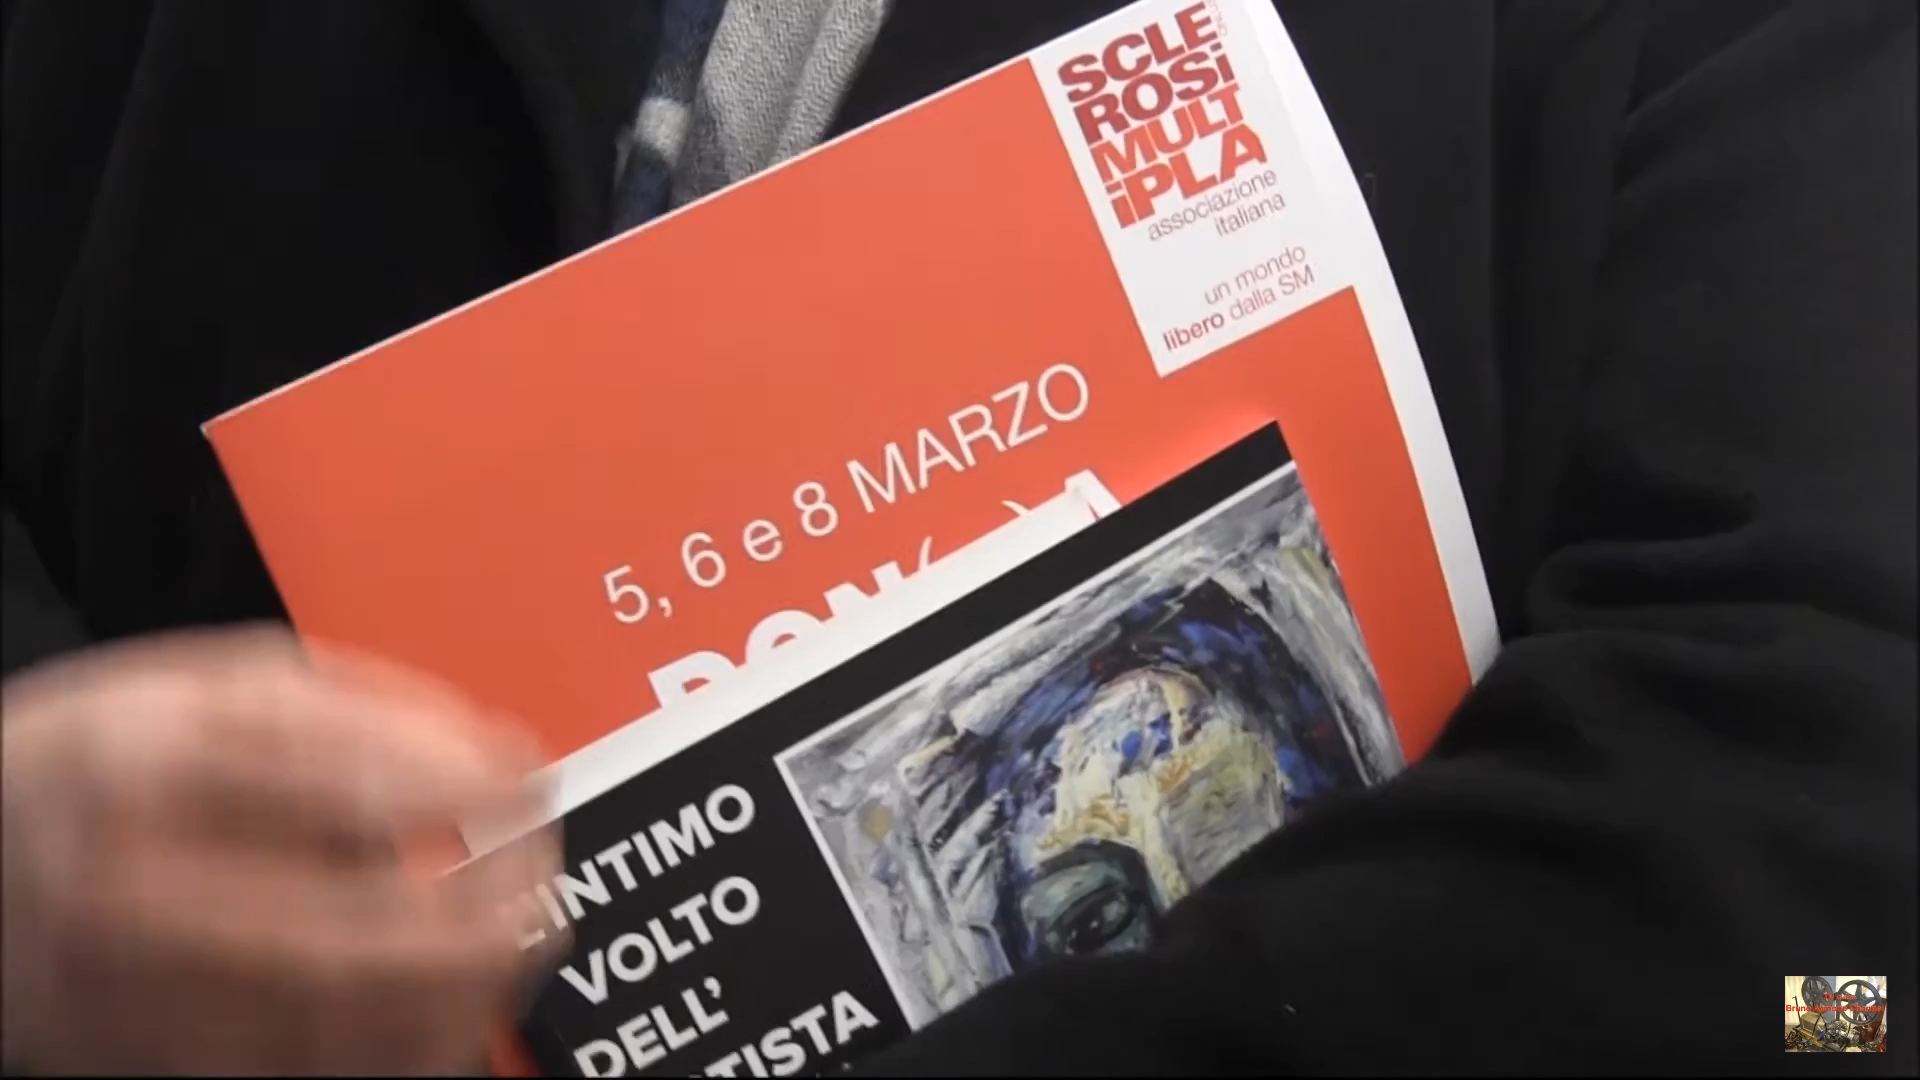 SCLE
ROSi
MULT
iPLA
associazione
italiana
un mondo
libero dalla SM
5, 6 e 8 MARZO
L'INTIMO
VOLTO
DELL'